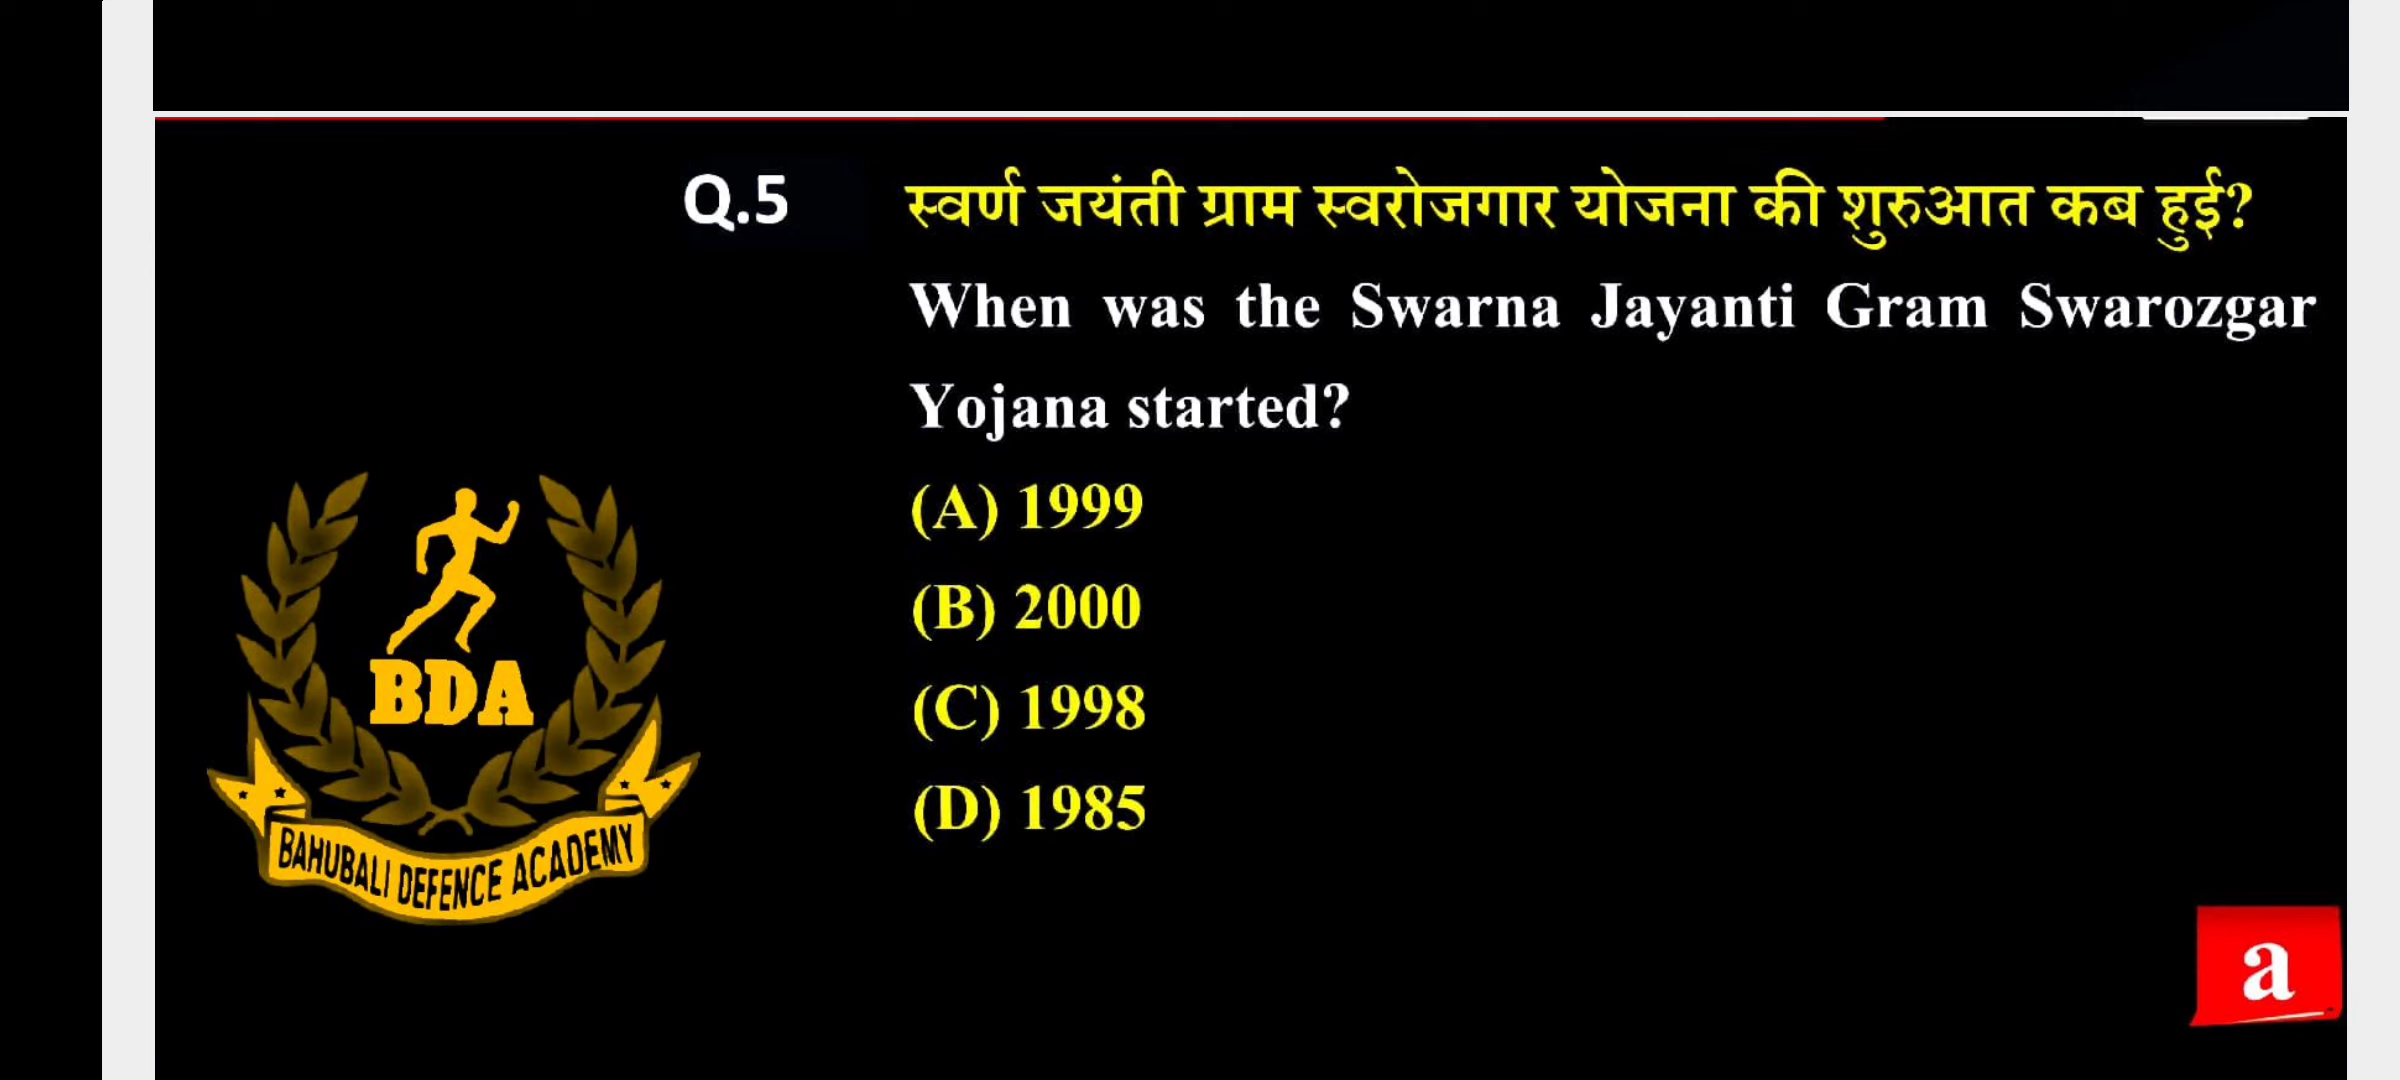 Q.5 स्वर्ण जयंती ग्राम स्वरोजगार योजना की शुरुआत कब हुई?
When was the Swarna Jayanti Gram Swarozgar
Yojana started?
(A) 1999
(B) 2000
(C) 1998
(D) 1985
BDA
BAHUBALI DEFENCE ACADEMY
a